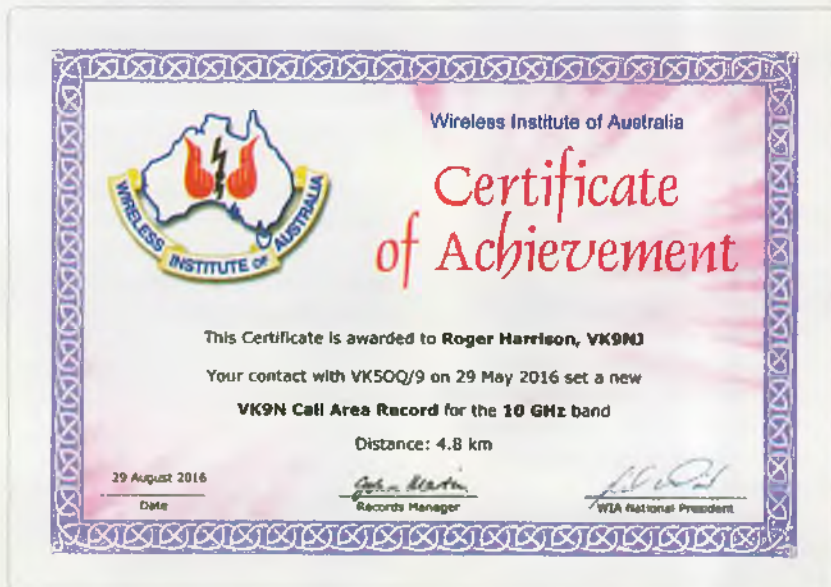 WIRELESS INSTITUTE OF AUSTRALIA
Wireless Institute of Australia
Certificate
of Achievement
This Certificate is awarded to Roger Harrison, VK9NJ
Your contact with VK5OQ/9 on 29 May 2016 set a new
VK9N Call Area Record for the 10 GHz band
Distance: 4.8 km
29 August 2016
Date
John Martin
Records Manager
WIA National President